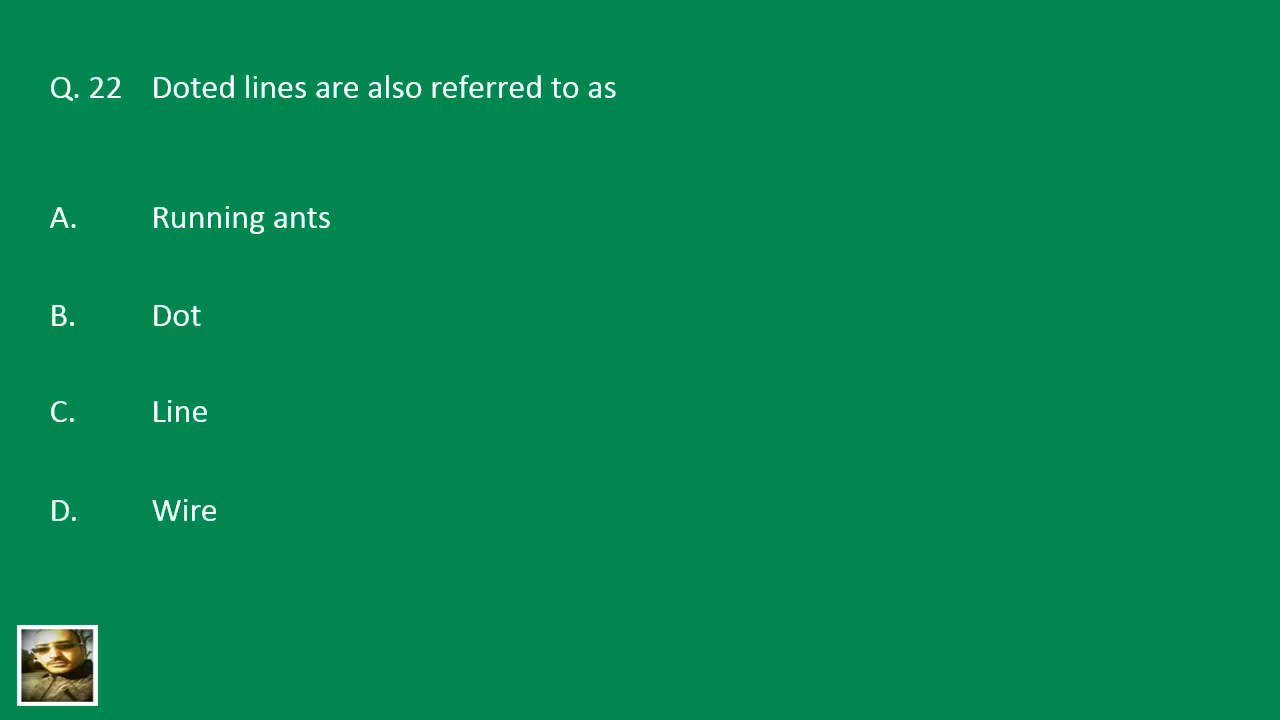 Q. 22 Doted lines are also referred to as
A. Running ants
B. Dot
C. Line
D. Wire